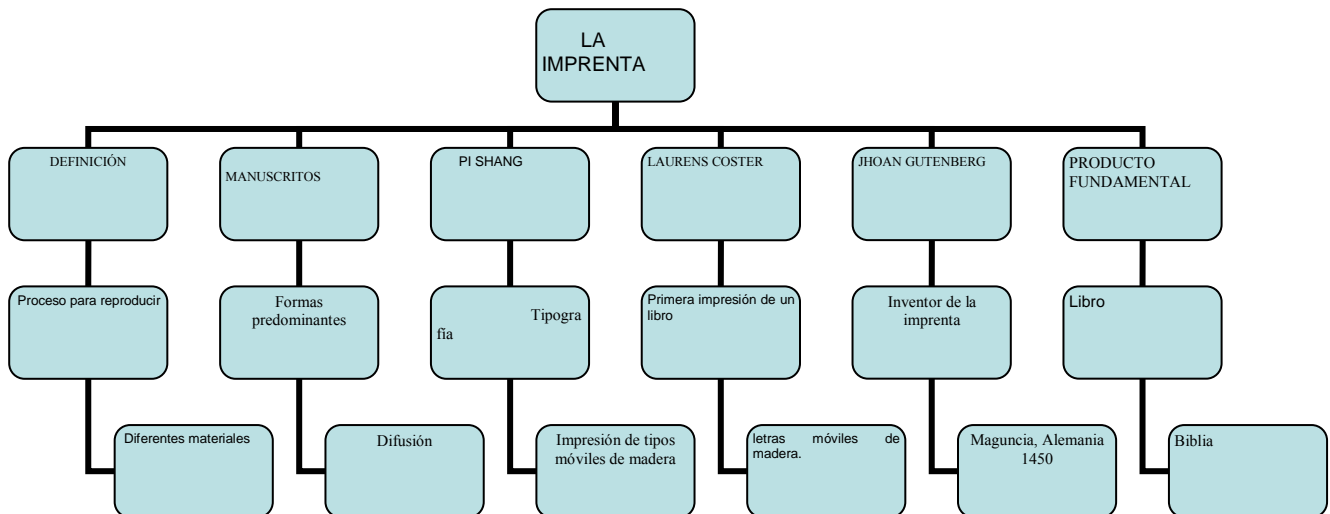 LA
IMPRENTA
DEFINICIÓN
MANUSCRITOS
PI SHANG
LAURENS COSTER
JHOAN GUTENBERG
PRODUCTO
FUNDAMENTAL
Proceso para reproducir
Formas
predominantes
Tipogra
fía
Primera impresión de un
libro
Inventor de la
imprenta
Libro
Diferentes materiales
Difusión
Impresión de tipos
móviles de madera
letras móviles de
madera.
Maguncia, Alemania
1450
Biblia